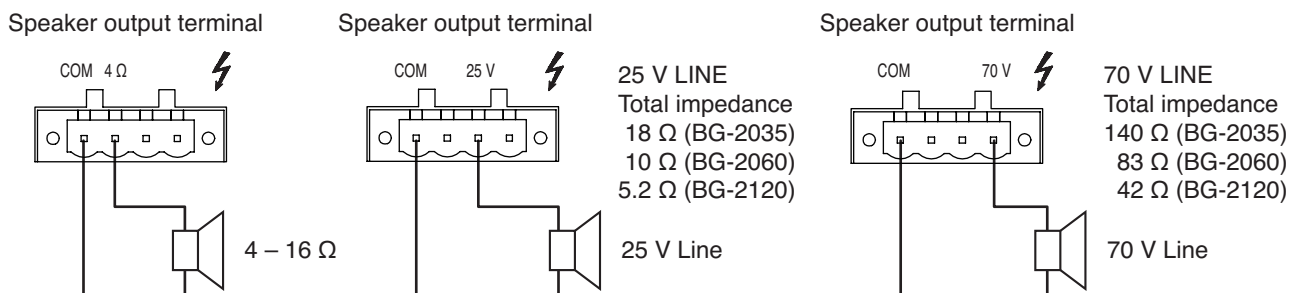 Speaker output terminal
COM 4 Ω
4 – 16 Ω
Speaker output terminal
COM 25 V
25 V LINE
Total impedance
18 Ω (BG-2035)
10 Ω (BG-2060)
5.2 Ω (BG-2120)
25 V Line
Speaker output terminal
COM 70 V
70 V LINE
Total impedance
140 Ω (BG-2035)
83 Ω (BG-2060)
42 Ω (BG-2120)
70 V Line